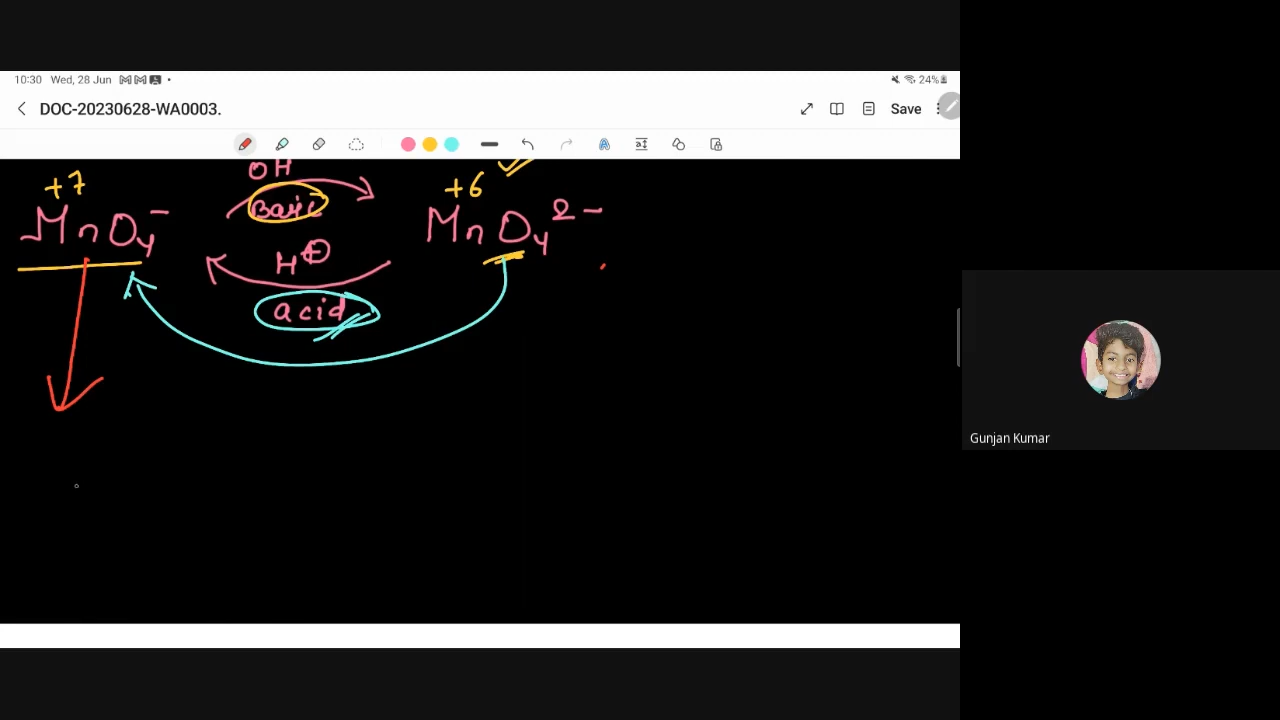 10:30 Wed, 28 Jun
24%
DOC-20230628-WA0003.
Save
OH
+7
+6
Basic
MnO₄⁻
MnO₄²⁻
H⊕
acid
Gunjan Kumar